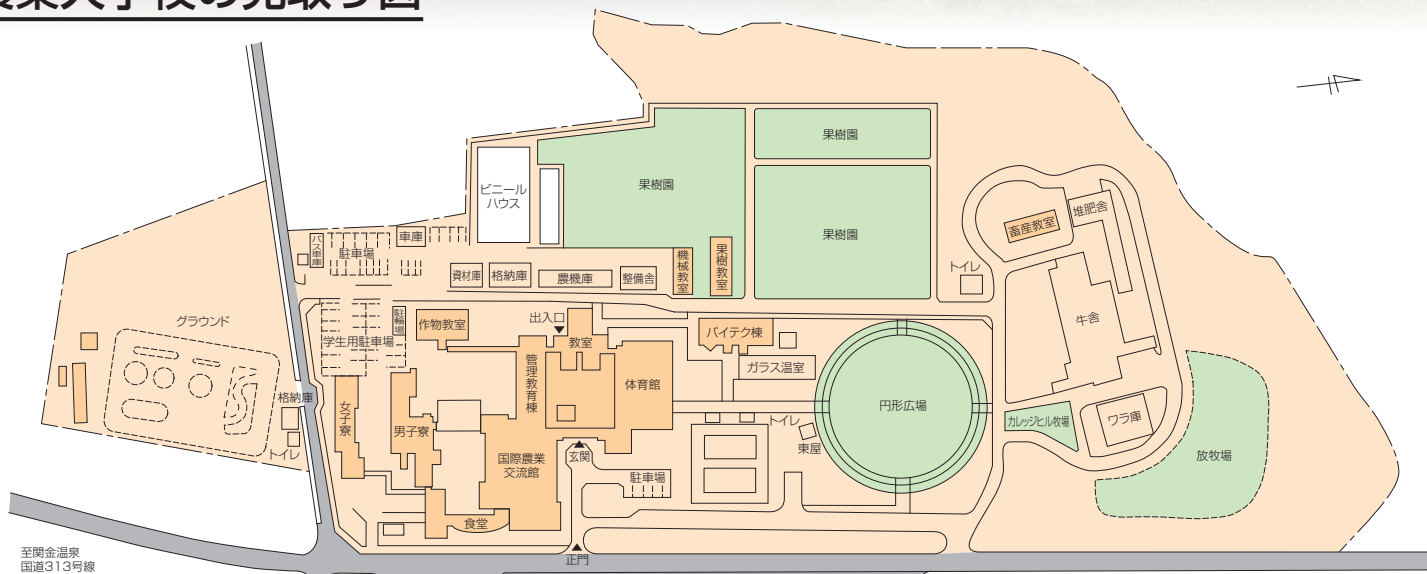 農業大学校の見取り図
果樹園
果樹園
果樹園
ビニール
ハウス
堆肥舎
畜産教室
バス車庫
駐車場
車庫
機械教室
果樹教室
トイレ
資材庫
格納庫
農機庫
整備舎
グラウンド
駐輪場
作物教室
出入口
学生用駐車場
教室
バイテク棟
牛舎
管理教育棟
体育館
ガラス温室
格納庫
女子寮
男子寮
円形広場
カレッジヒル牧場
ワラ庫
トイレ
トイレ
東屋
放牧場
国際農業
交流館
玄関
駐車場
食堂
正門
至関金温泉
国道313号線